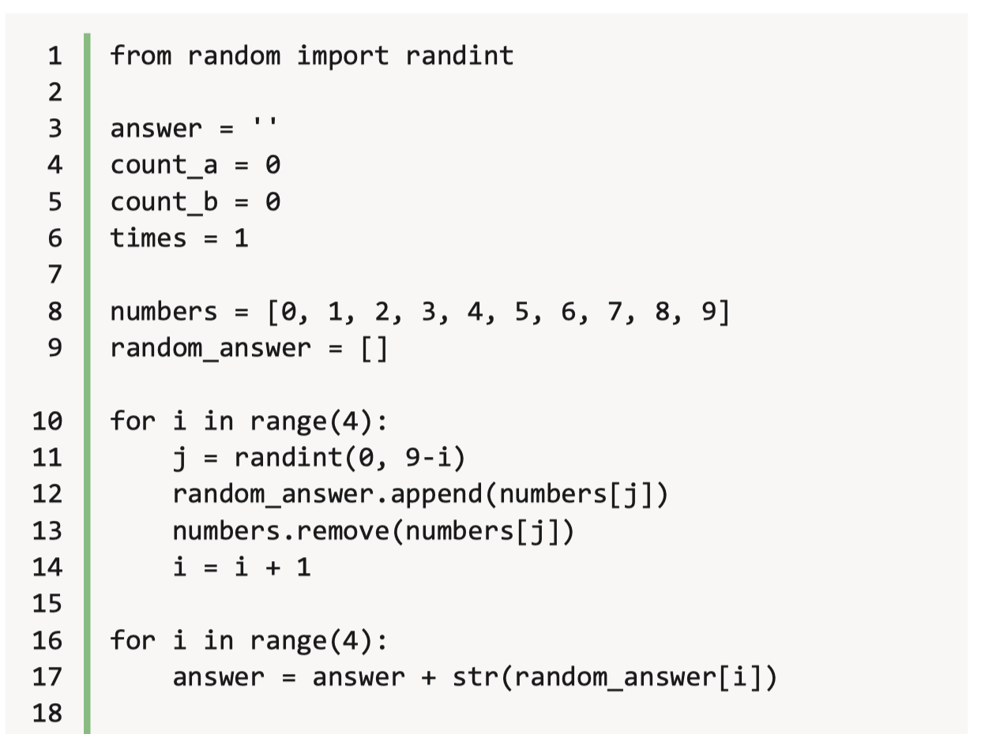 1 from random import randint
2
3 answer = ''
4 count_a = 0
5 count_b = 0
6 times = 1
7
8 numbers = [0, 1, 2, 3, 4, 5, 6, 7, 8, 9]
9 random_answer = []
10 for i in range(4):
11     j = randint(0, 9-i)
12     random_answer.append(numbers[j])
13     numbers.remove(numbers[j])
14     i = i + 1
15
16 for i in range(4):
17     answer = answer + str(random_answer[i])
18